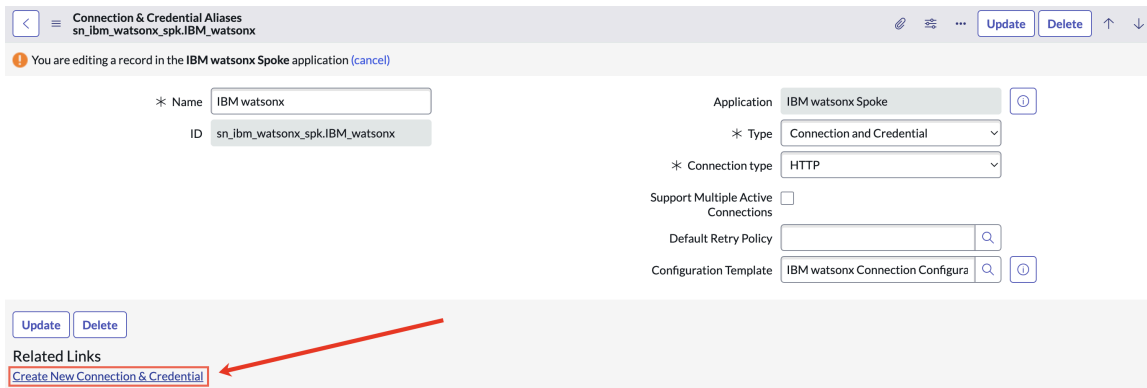 Connection & Credential Aliases
sn_ibm_watsonx_spk.IBM_watsonx
Update
Delete
You are editing a record in the IBM watsonx Spoke application (cancel)
Name
IBM watsonx
ID
sn_ibm_watsonx_spk.IBM_watsonx
Application
IBM watsonx Spoke
Type
Connection and Credential
Connection type
HTTP
Support Multiple Active
Connections
Default Retry Policy
Configuration Template
IBM watsonx Connection Configura
Update
Delete
Related Links
Create New Connection & Credential